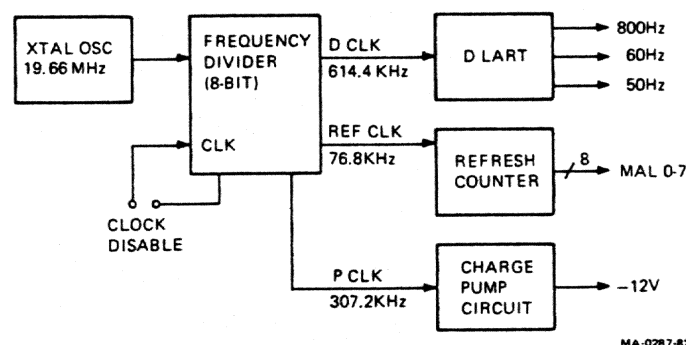 XTAL OSC
19.66 MHz
FREQUENCY
DIVIDER
(8-BIT)
CLK
CLOCK
DISABLE
D CLK
614.4 KHz
D LART
800Hz
60Hz
50Hz
REF CLK
76.8KHz
REFRESH
COUNTER
8
MAL 0-7
P CLK
307.2KHz
CHARGE
PUMP
CIRCUIT
–12V